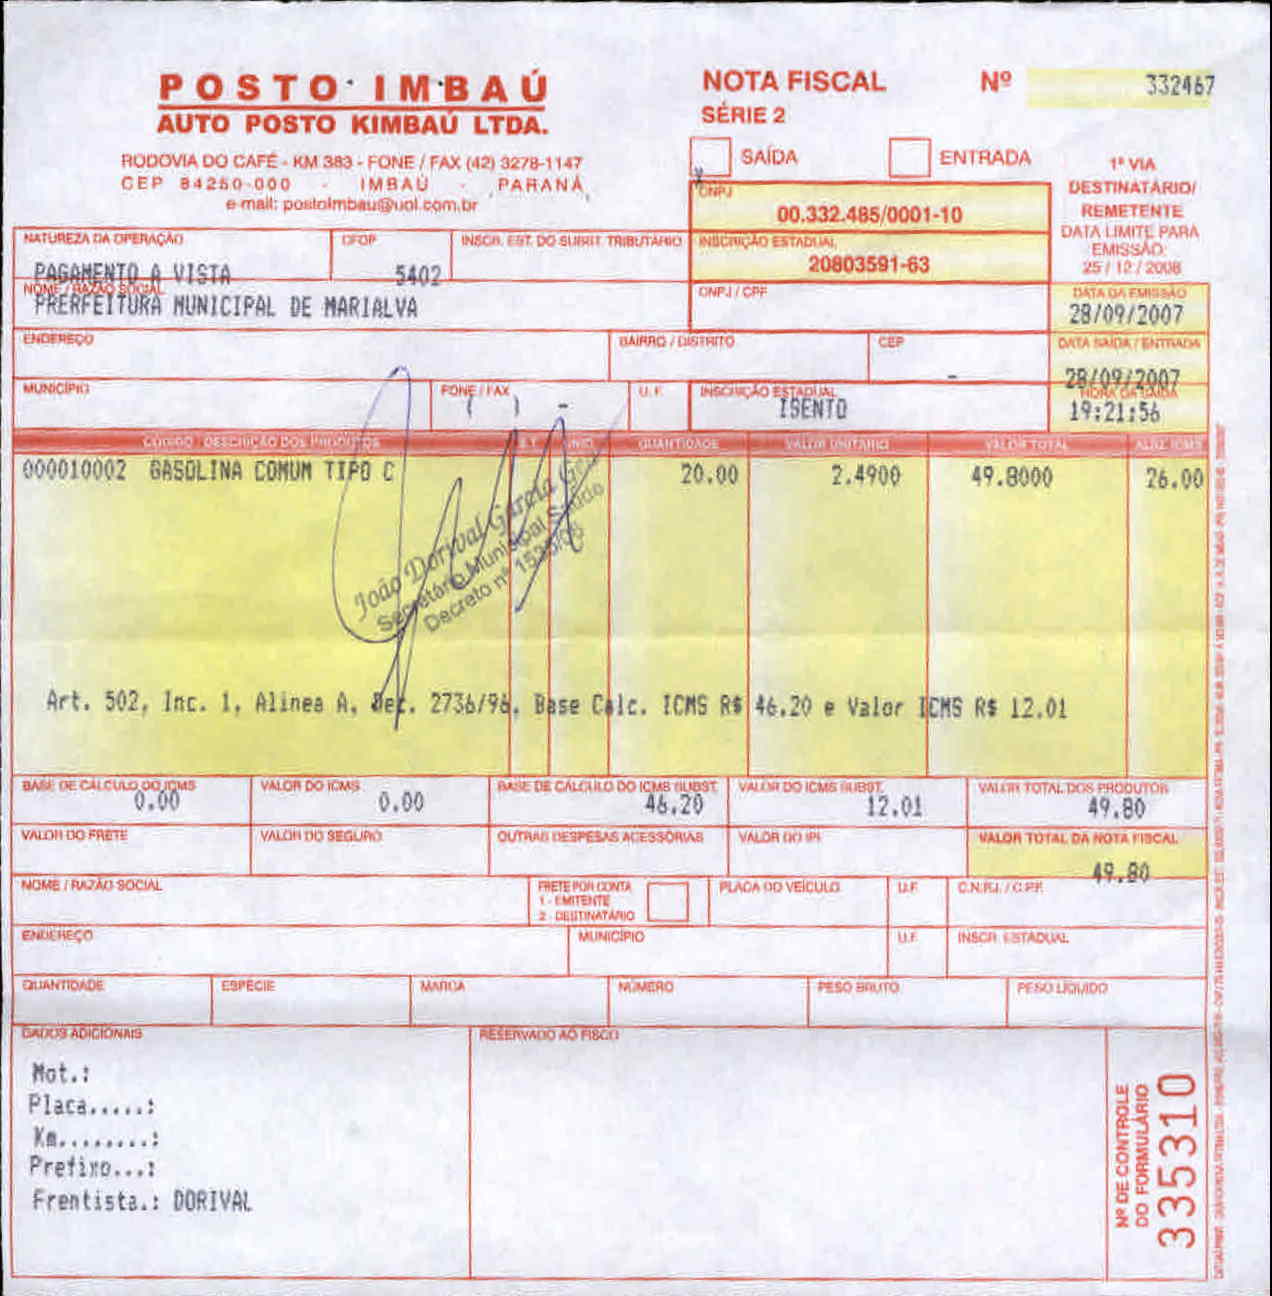 POSTO IMBAÚ
AUTO POSTO KIMBAÚ LTDA.
RODOVIA DO CAFÉ - KM 383 - FONE / FAX (42) 3278-1147
CEP 84250-000 - IMBAÚ - PARANÁ
e-mail: postoimbau@uol.com.br
NOTA FISCAL Nº 332467
SÉRIE 2
SAÍDA ENTRADA
1ª VIA
DESTINATÁRIO/
REMETENTE
DATA LIMITE PARA
EMISSÃO:
25 / 12 / 2008
CNPJ
00.332.485/0001-10
INSCRIÇÃO ESTADUAL
20803591-63
NATUREZA DA OPERAÇÃO CFOP INSCR. EST. DO SUBST. TRIBUTÁRIO
PAGAMENTO A VISTA 5402
NOME / RAZÃO SOCIAL CNPJ / CPF DATA DA EMISSÃO
PRERFEITURA MUNICIPAL DE MARIALVA 28/09/2007
ENDEREÇO BAIRRO / DISTRITO CEP DATA SAÍDA / ENTRADA
- 28/09/2007
MUNICÍPIO FONE / FAX U. F. INSCRIÇÃO ESTADUAL HORA DA SAÍDA
( ) - ISENTO 19:21:56
CÓDIGO - DESCRIÇÃO DOS PRODUTOS S.T. UNID. QUANTIDADE VALOR UNITÁRIO VALOR TOTAL ALIQ. ICMS
000010002 GASOLINA COMUM TIPO C 20.00 2.4900 49.8000 26.00
João Dorival Garcia
Secretário Municipal Saúde
Decreto nº
Art. 502, Inc. 1, Alinea A, Dec. 2736/96. Base Calc. ICMS R$ 46.20 e Valor ICMS R$ 12.01
BASE DE CÁLCULO DO ICMS VALOR DO ICMS BASE DE CÁLCULO DO ICMS SUBST. VALOR DO ICMS SUBST. VALOR TOTAL DOS PRODUTOS
0.00 0.00 46.20 12.01 49.80
VALOR DO FRETE VALOR DO SEGURO OUTRAS DESPESAS ACESSÓRIAS VALOR DO IPI VALOR TOTAL DA NOTA FISCAL
49.80
NOME / RAZÃO SOCIAL FRETE POR CONTA PLACA DO VEÍCULO U.F. C.N.P.J. / C.P.F.
1 - EMITENTE
2 - DESTINATÁRIO
ENDEREÇO MUNICÍPIO U.F. INSCR. ESTADUAL
QUANTIDADE ESPÉCIE MARCA NÚMERO PESO BRUTO PESO LÍQUIDO
DADOS ADICIONAIS RESERVADO AO FISCO
Mot.:
Placa.....:
Km........:
Prefixo...:
Frentista.: DORIVAL
Nº DE CONTROLE
DO FORMULÁRIO
335310